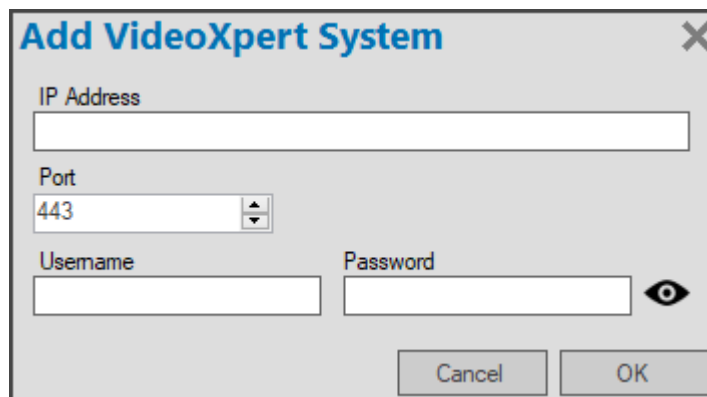 Add VideoXpert System
IP Address
Port
443
Username
Password
Cancel
OK